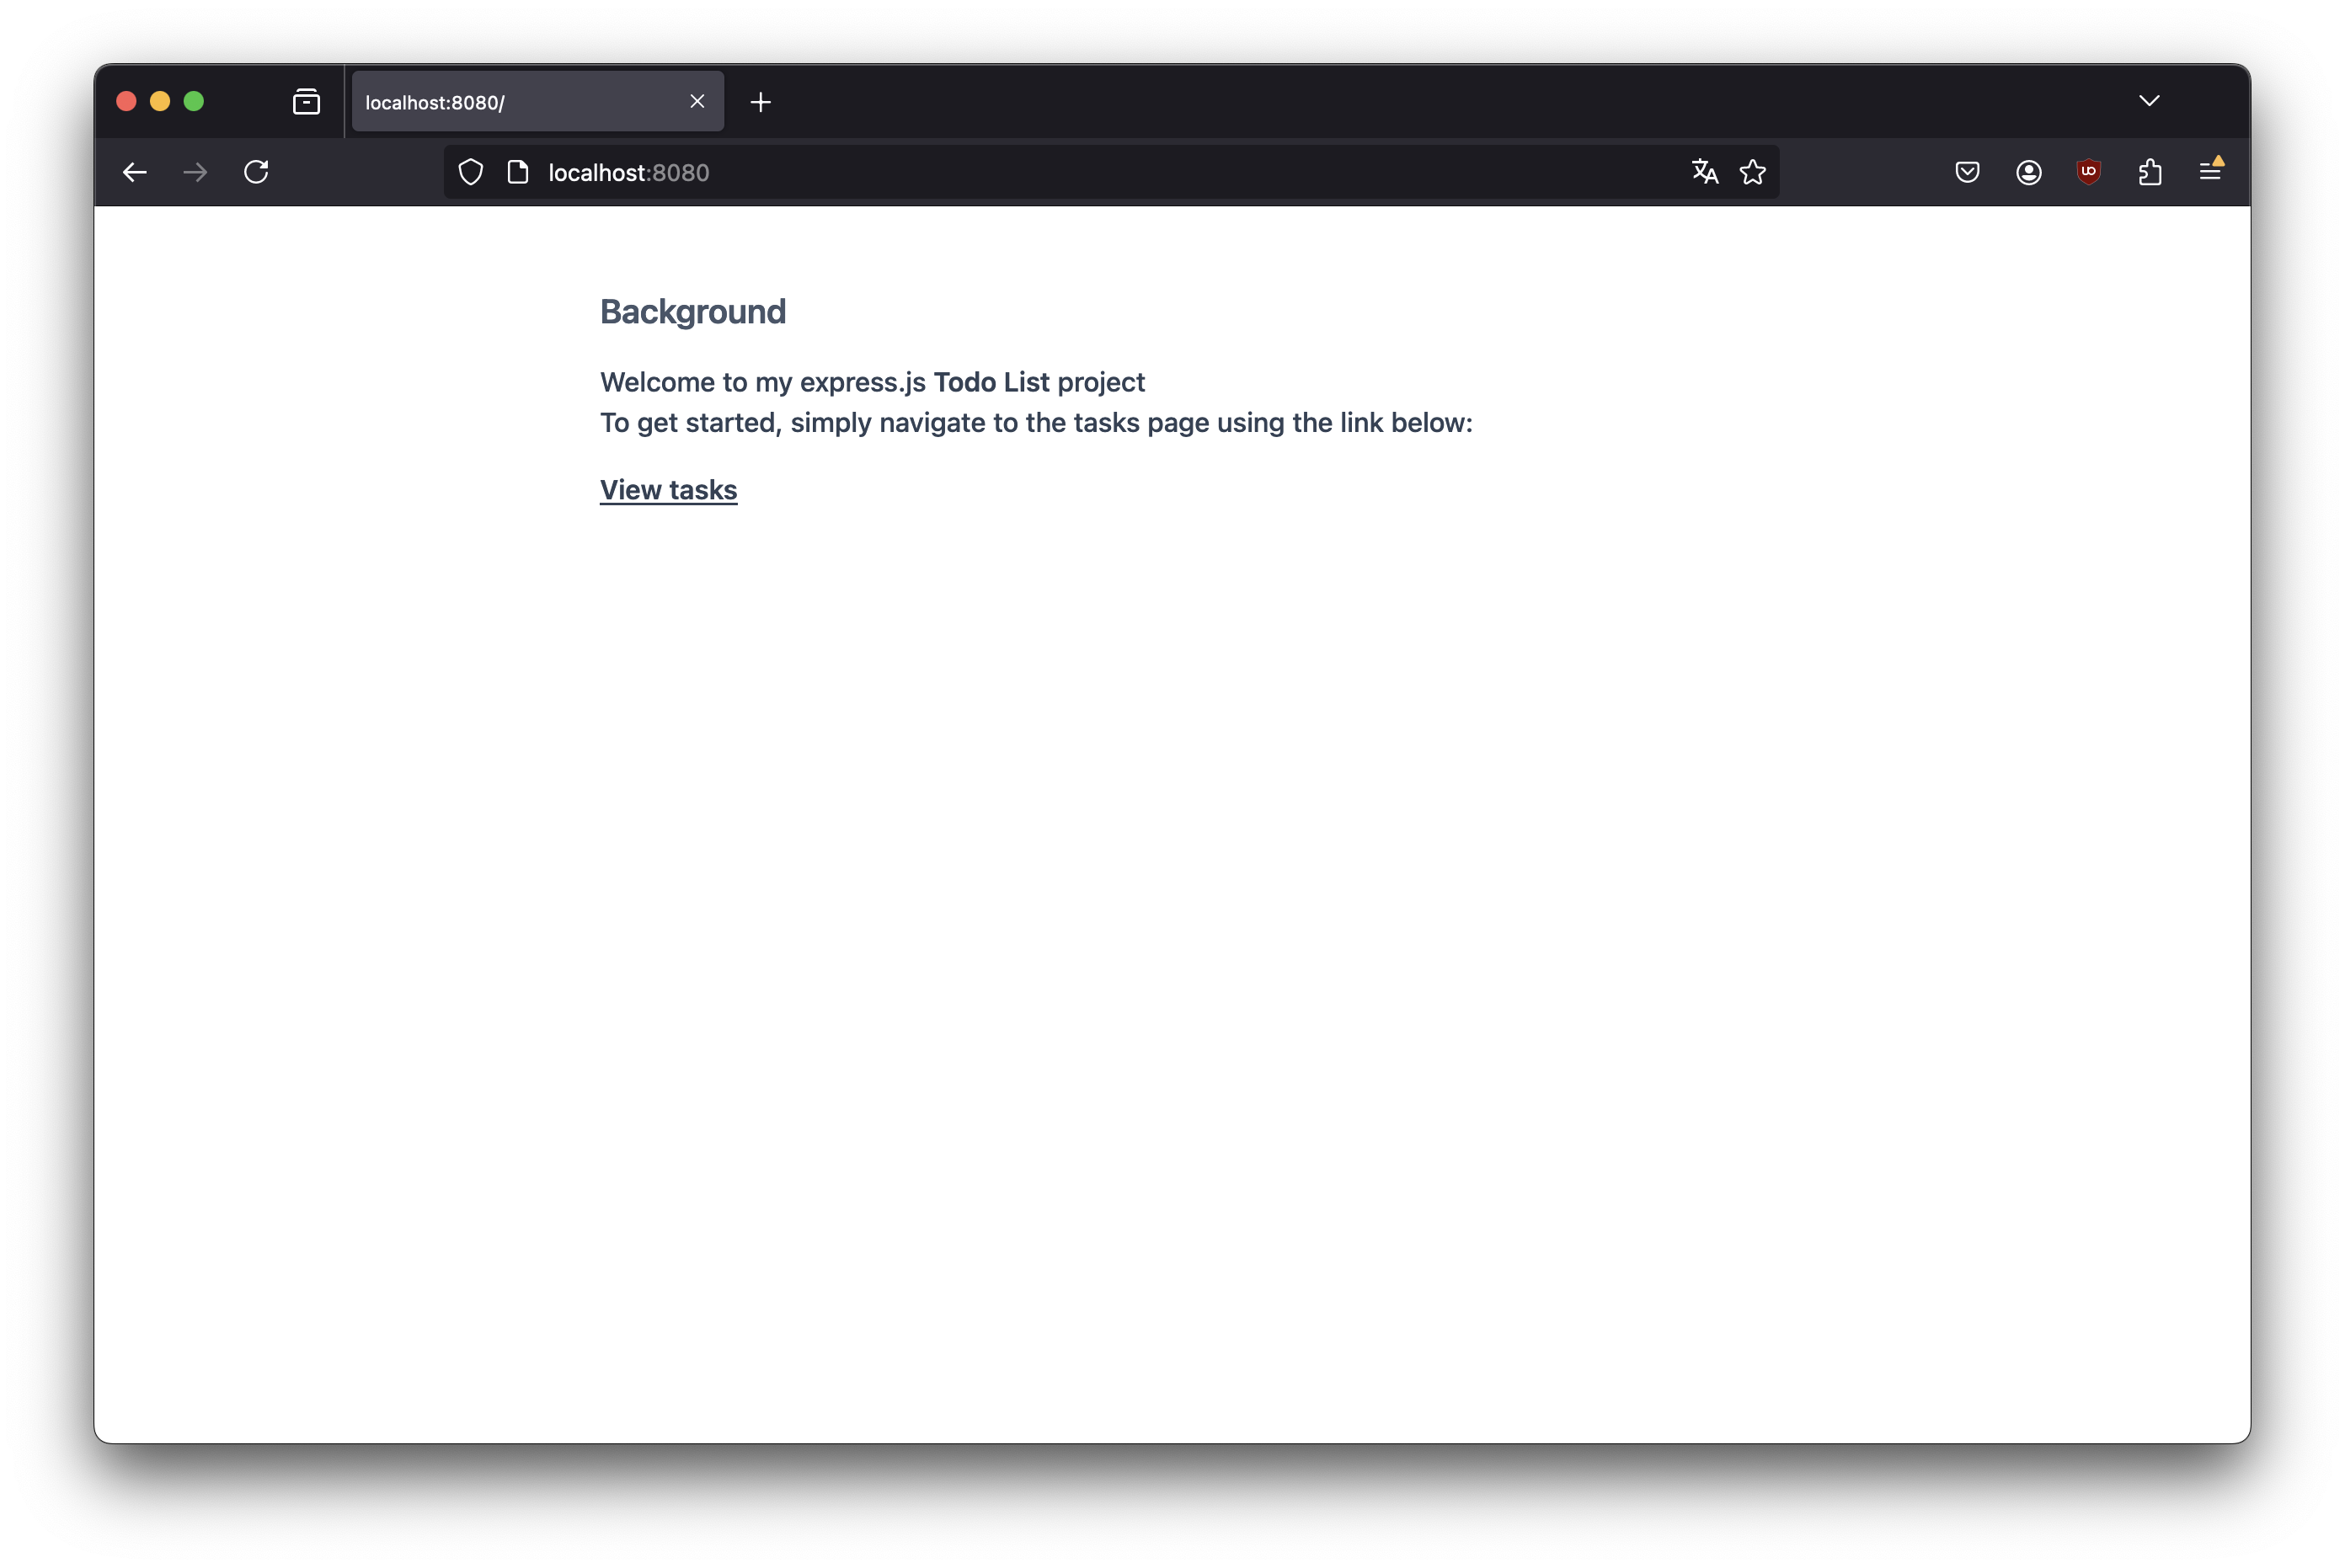 localhost:8080/
localhost:8080
Background
Welcome to my express.js Todo List project
To get started, simply navigate to the tasks page using the link below:
View tasks